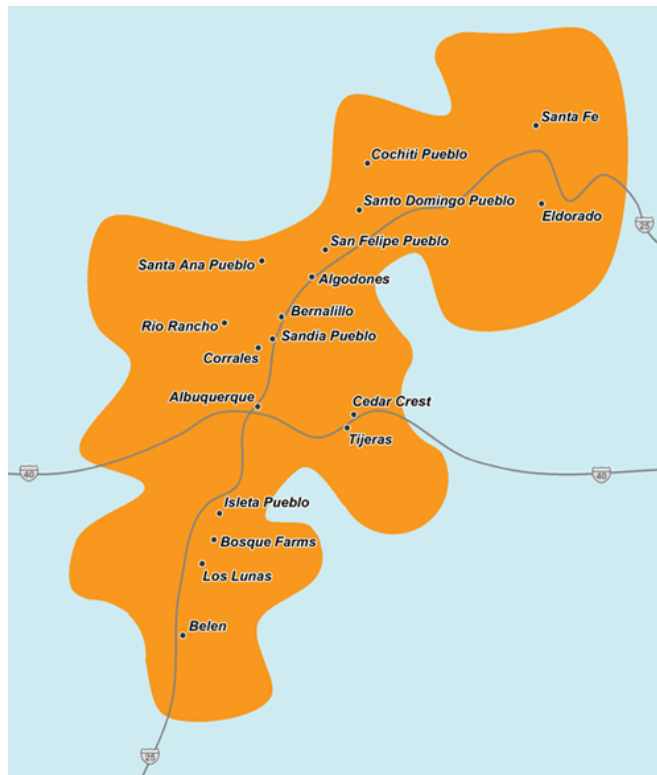 Santa Fe
Cochiti Pueblo
Santo Domingo Pueblo
Eldorado
25
San Felipe Pueblo
Santa Ana Pueblo
Algodones
Bernalillo
Rio Rancho
Sandia Pueblo
Corrales
Albuquerque
Cedar Crest
Tijeras
40
40
Isleta Pueblo
Bosque Farms
Los Lunas
Belen
25